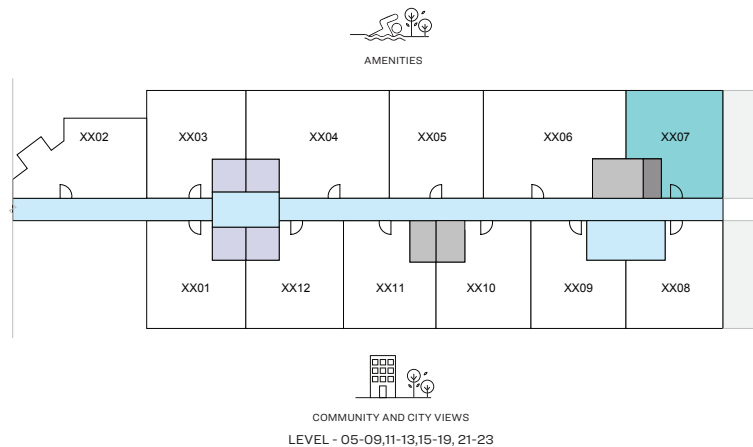 AMENITIES
XX02 XX03 XX04 XX05 XX06 XX07
XX01 XX12 XX11 XX10 XX09 XX08
COMMUNITY AND CITY VIEWS
LEVEL - 05-09,11-13,15-19, 21-23